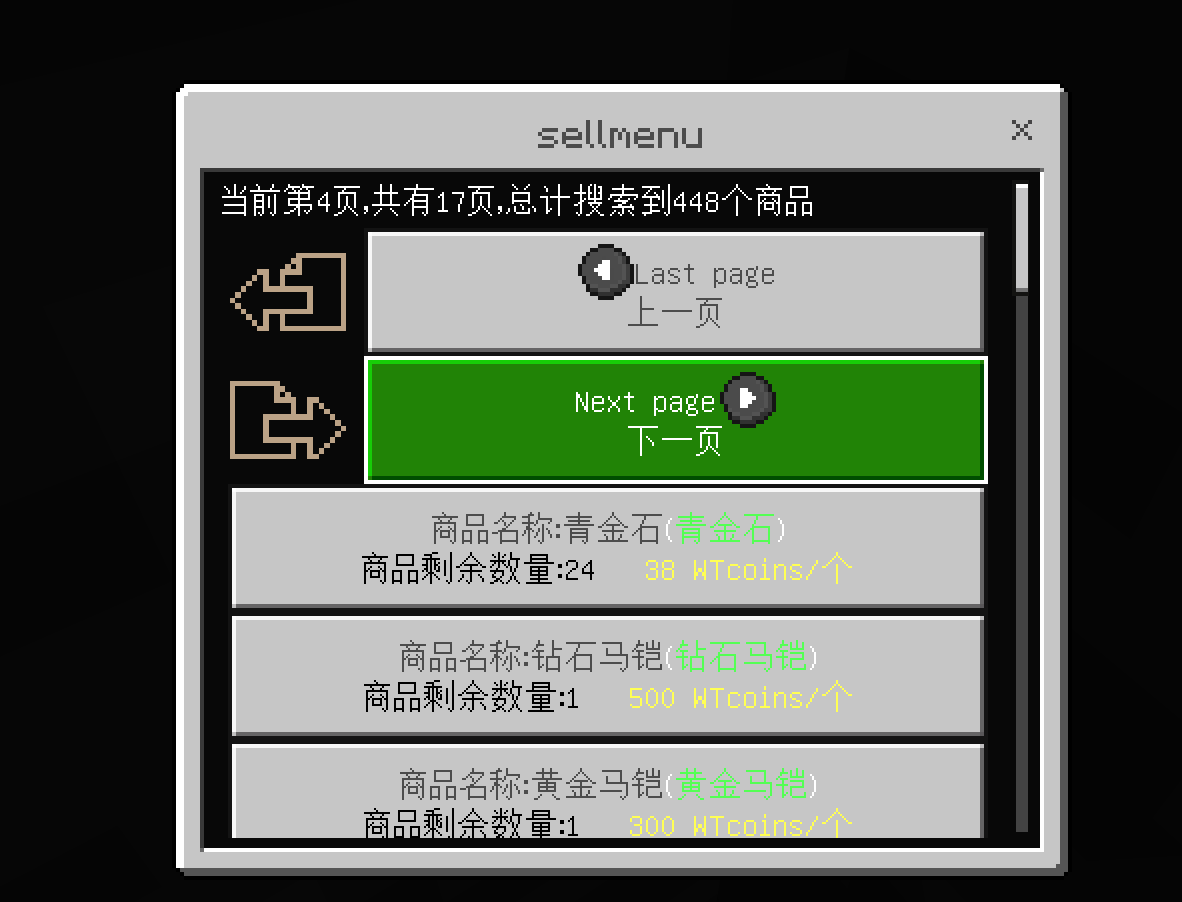 sellmenu
当前第4页,共有17页,总计搜索到448个商品
Last page
上一页
Next page
下一页
商品名称:青金石(青金石)
商品剩余数量:24 38 WTcoins/个
商品名称:钻石马铠(钻石马铠)
商品剩余数量:1 500 WTcoins/个
商品名称:黄金马铠(黄金马铠)
商品剩余数量:1 300 WTcoins/个